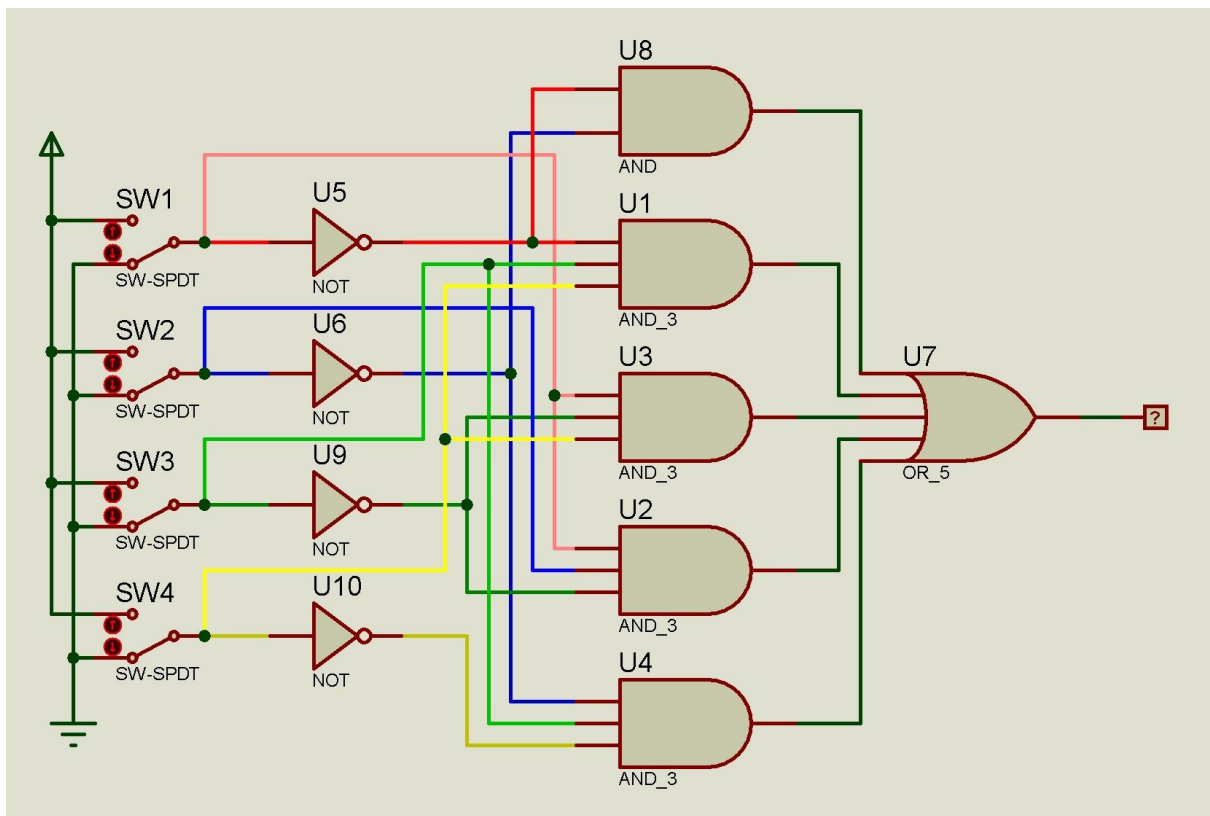 U8
AND
SW1
SW-SPDT
U5
NOT
U1
AND_3
SW2
SW-SPDT
U6
NOT
U3
AND_3
U7
OR_5
?
SW3
SW-SPDT
U9
NOT
U2
AND_3
SW4
SW-SPDT
U10
NOT
U4
AND_3